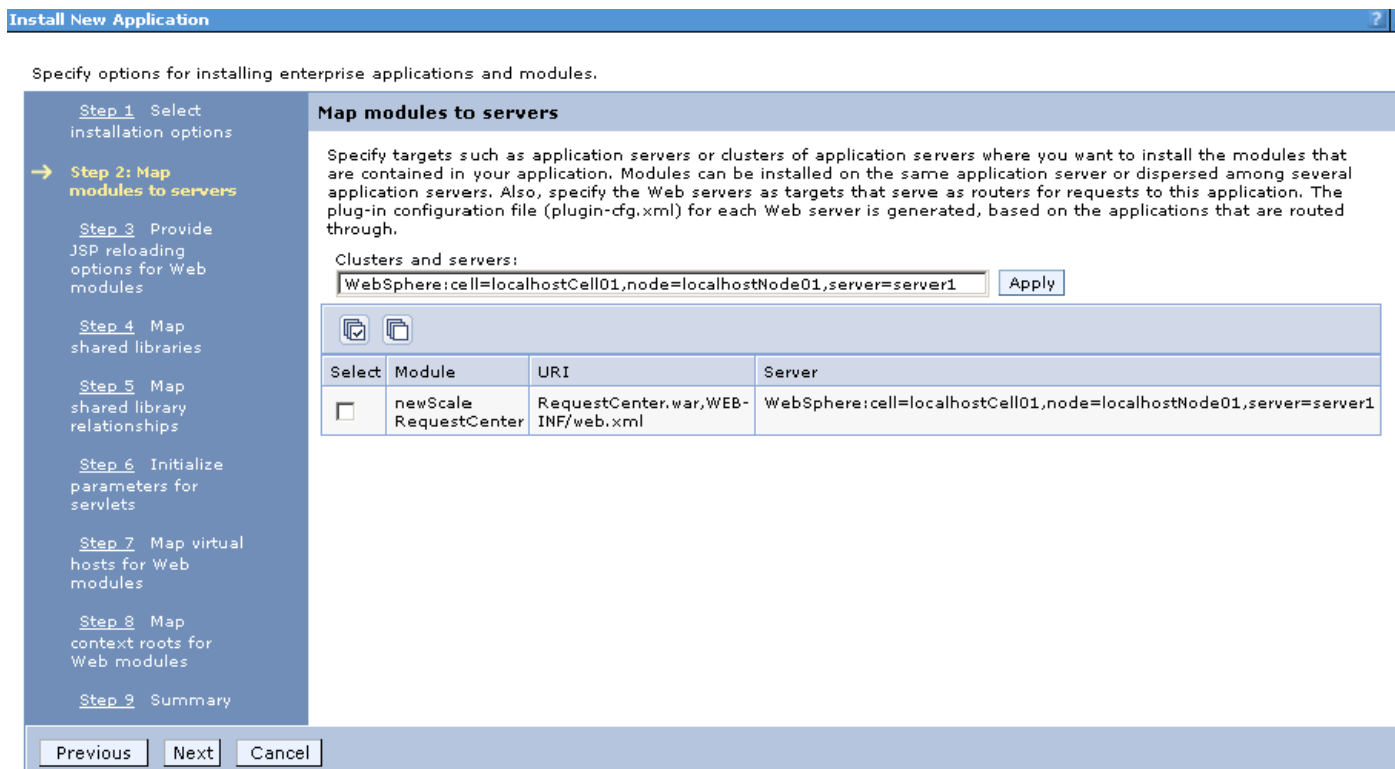 Install New Application
?
Specify options for installing enterprise applications and modules.
Step 1 Select
installation options
Step 2: Map
modules to servers
Step 3 Provide
JSP reloading
options for Web
modules
Step 4 Map
shared libraries
Step 5 Map
shared library
relationships
Step 6 Initialize
parameters for
servlets
Step 7 Map virtual
hosts for Web
modules
Step 8 Map
context roots for
Web modules
Step 9 Summary
Map modules to servers
Specify targets such as application servers or clusters of application servers where you want to install the modules that
are contained in your application. Modules can be installed on the same application server or dispersed among several
application servers. Also, specify the Web servers as targets that serve as routers for requests to this application. The
plug-in configuration file (plugin-cfg.xml) for each Web server is generated, based on the applications that are routed
through.
Clusters and servers:
WebSphere:cell=localhostCell01,node=localhostNode01,server=server1
Apply
Select Module URI Server
newScale RequestCenter.war,WEB- WebSphere:cell=localhostCell01,node=localhostNode01,server=server1
RequestCenter INF/web.xml
Previous Next Cancel